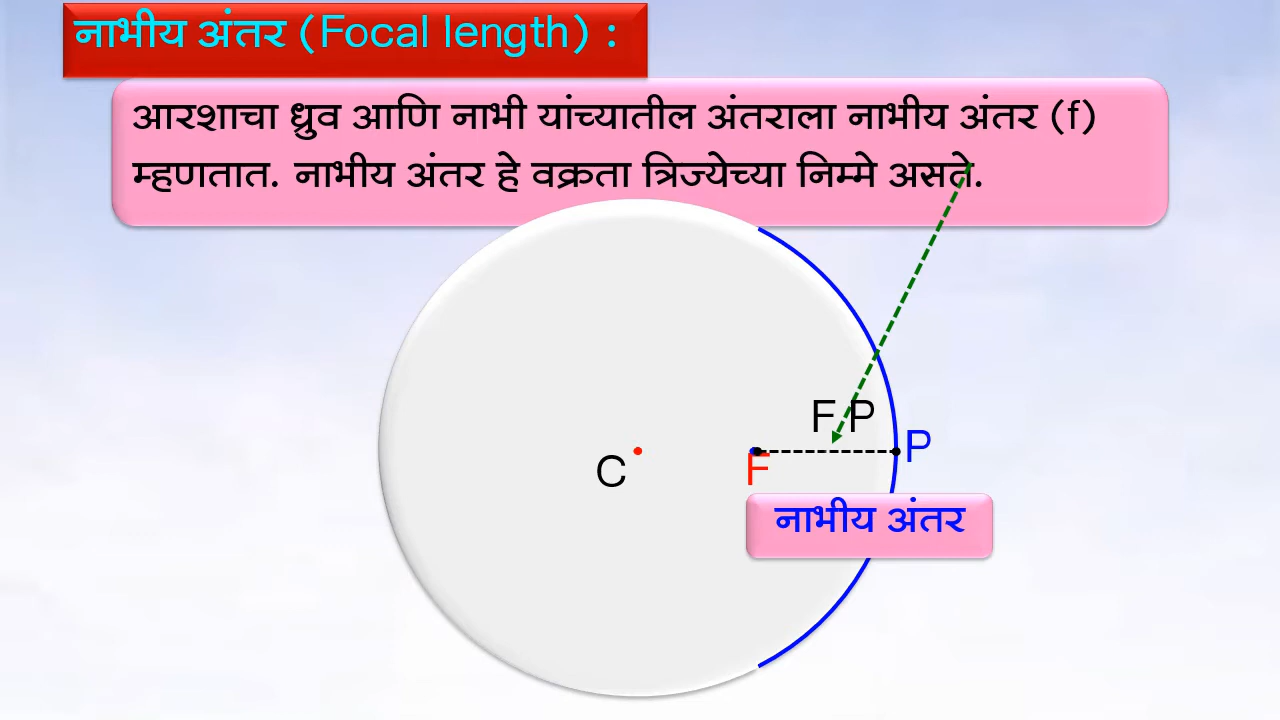 नाभीय अंतर (Focal length) :
आरशाचा ध्रुव आणि नाभी यांच्यातील अंतराला नाभीय अंतर (f)
म्हणतात. नाभीय अंतर हे वक्रता त्रिज्येच्या निम्मे असते.
F P
C
F
P
नाभीय अंतर